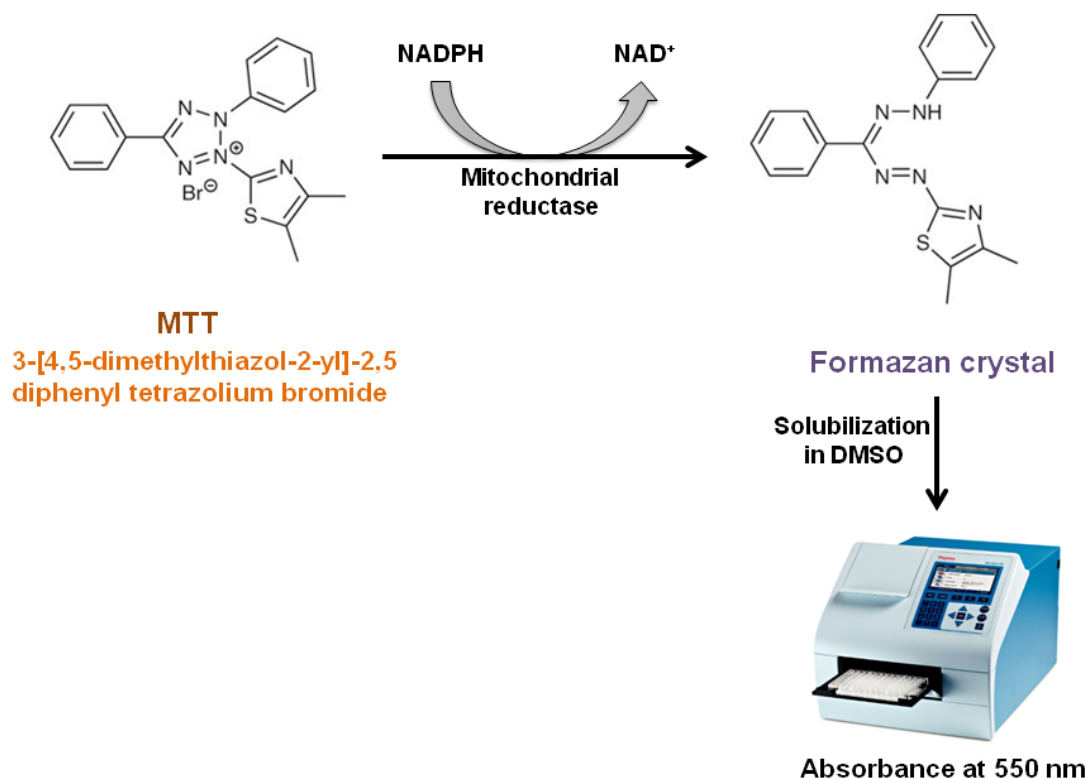 NADPH
NAD+
Mitochondrial
reductase
N
N
N
N+
Br⊖
N
S
N
NH
N=N
N
S
MTT
3-[4,5-dimethylthiazol-2-yl]-2,5
diphenyl tetrazolium bromide
Formazan crystal
Solubilization
in DMSO
Absorbance at 550 nm